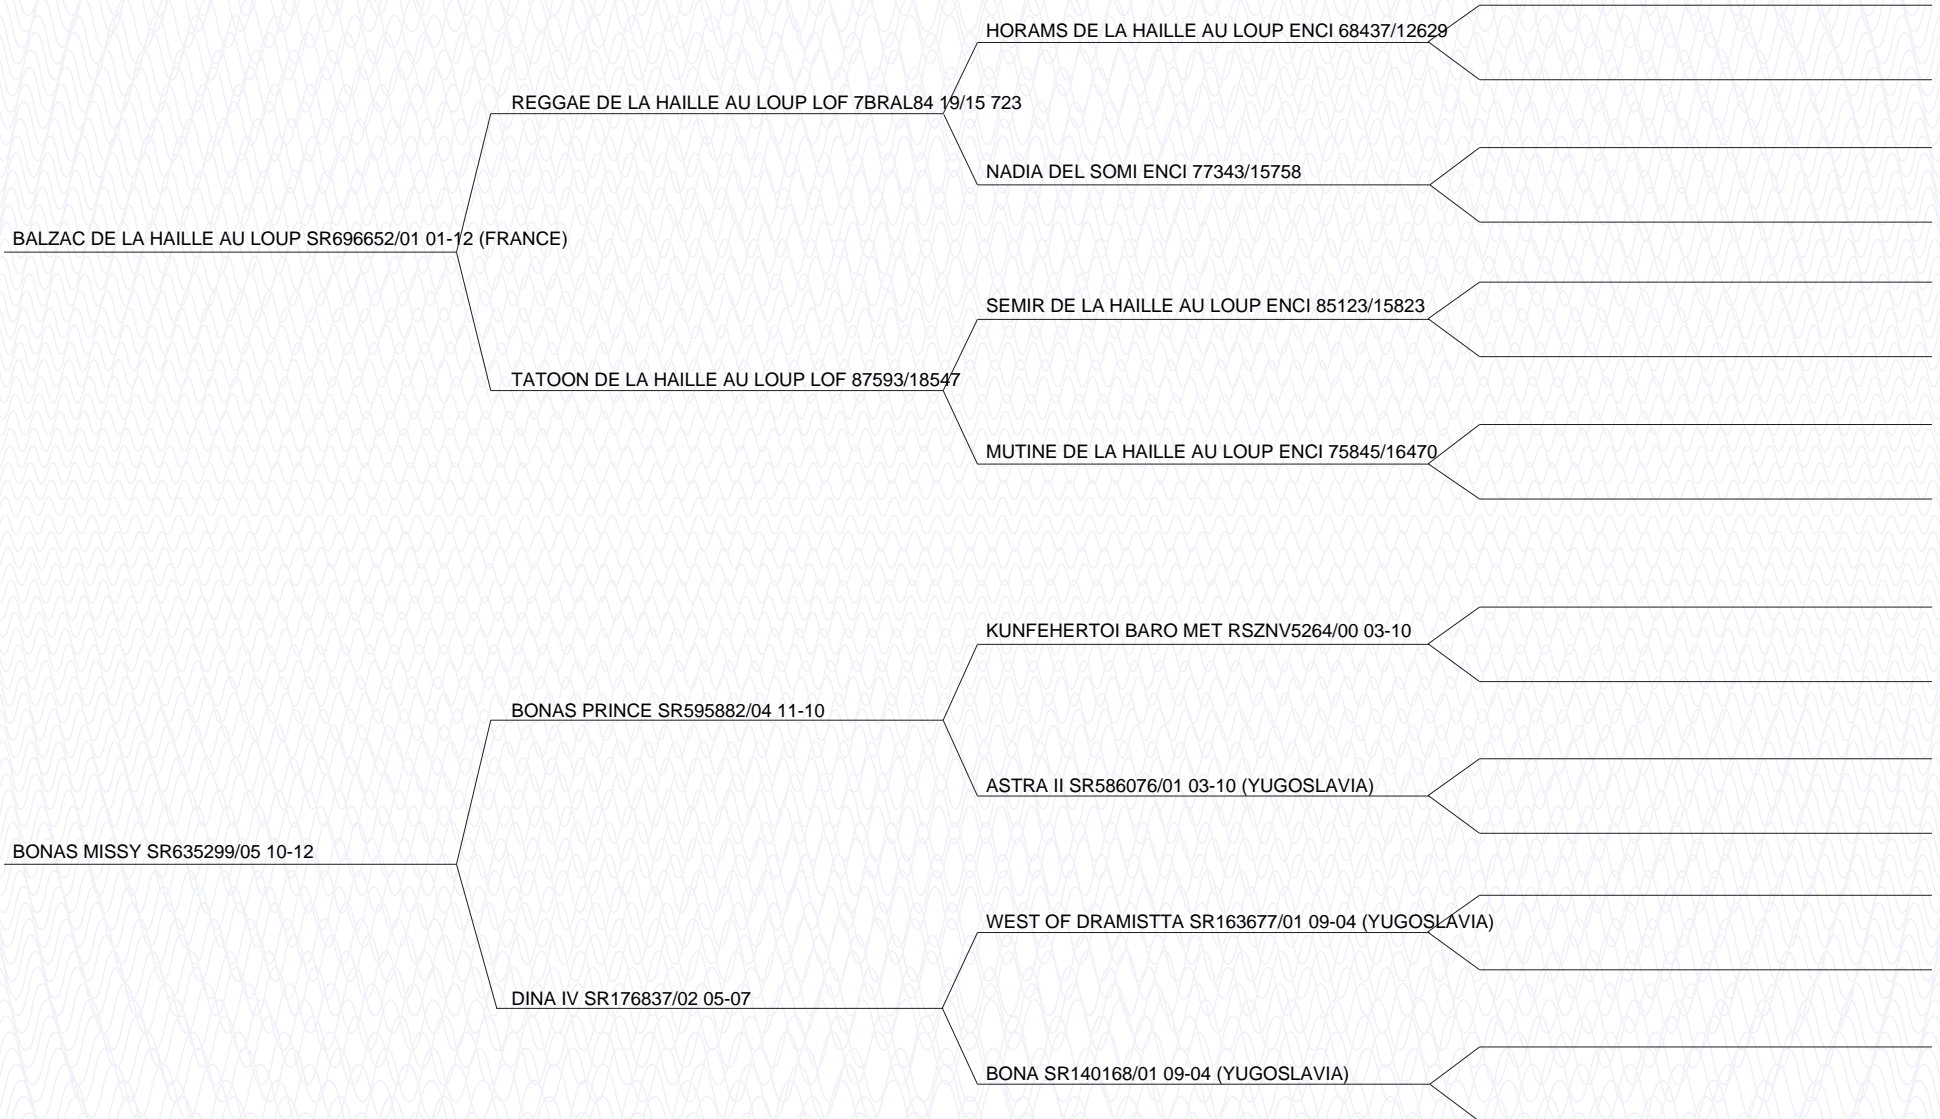 HORAMS DE LA HAILLE AU LOUP ENCI 68437/12629
REGGAE DE LA HAILLE AU LOUP LOF 7BRAL84 19/15 723
NADIA DEL SOMI ENCI 77343/15758
BALZAC DE LA HAILLE AU LOUP SR696652/01 01-12 (FRANCE)
SEMIR DE LA HAILLE AU LOUP ENCI 85123/15823
TATOON DE LA HAILLE AU LOUP LOF 87593/18547
MUTINE DE LA HAILLE AU LOUP ENCI 75845/16470
KUNFEHERTOI BARO MET RSZNV5264/00 03-10
BONAS PRINCE SR595882/04 11-10
ASTRA II SR586076/01 03-10 (YUGOSLAVIA)
BONAS MISSY SR635299/05 10-12
WEST OF DRAMISTTA SR163677/01 09-04 (YUGOSLAVIA)
DINA IV SR176837/02 05-07
BONA SR140168/01 09-04 (YUGOSLAVIA)